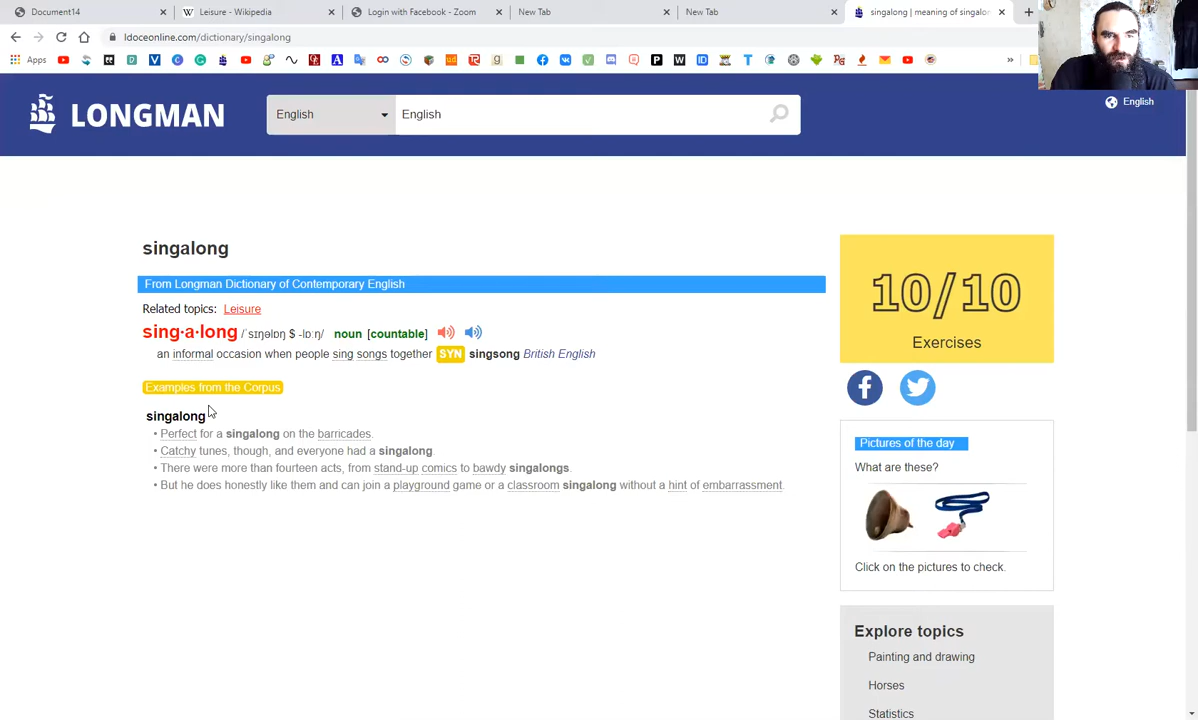 Document14
Leisure - Wikipedia
Login with Facebook - Zoom
New Tab
New Tab
singalong | meaning of singalon
ldoceonline.com/dictionary/singalong
Apps
LONGMAN
English
English
English
singalong
From Longman Dictionary of Contemporary English
Related topics: Leisure
sing·a·long /ˈsɪŋəlɒŋ $ -lɒːŋ/ noun [countable]
an informal occasion when people sing songs together SYN singsong British English
Examples from the Corpus
singalong
• Perfect for a singalong on the barricades.
• Catchy tunes, though, and everyone had a singalong.
• There were more than fourteen acts, from stand-up comics to bawdy singalongs.
• But he does honestly like them and can join a playground game or a classroom singalong without a hint of embarrassment.
10/10
Exercises
Pictures of the day
What are these?
Click on the pictures to check.
Explore topics
Painting and drawing
Horses
Statistics